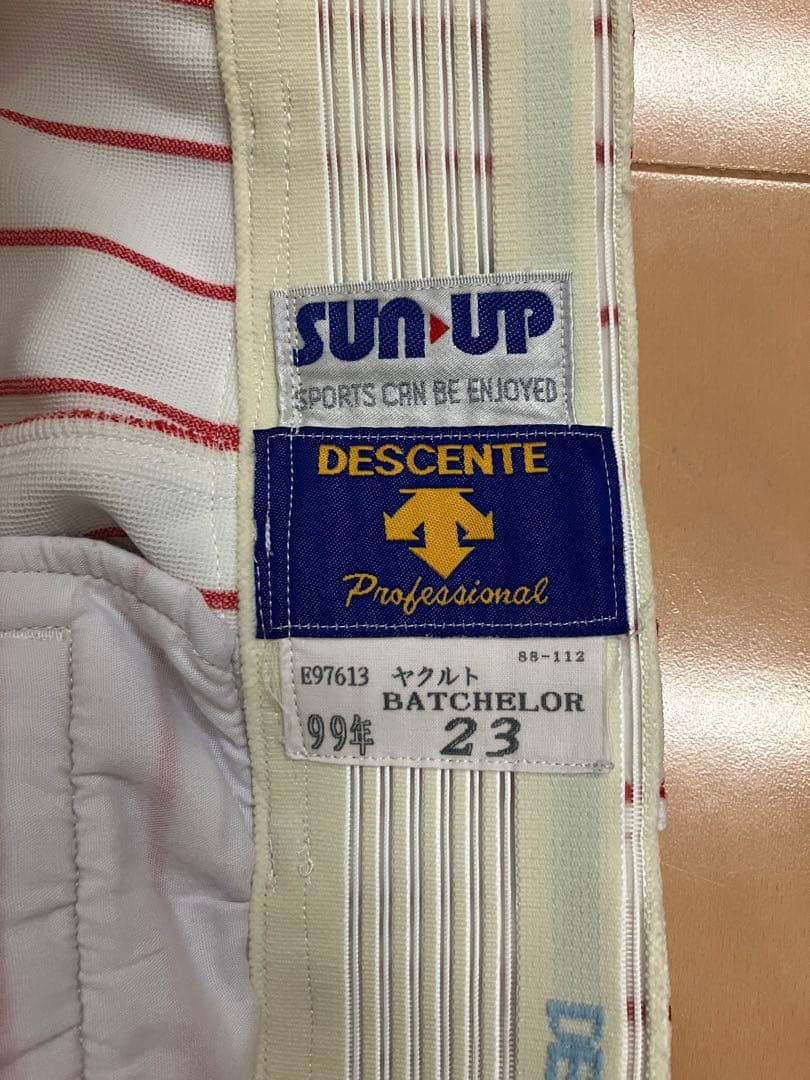 SUN UP
SPORTS CAN BE ENJOYED
DESCENTE
Professional
88-112
E97613 ヤクルト
BATCHELOR
99年 23
DE